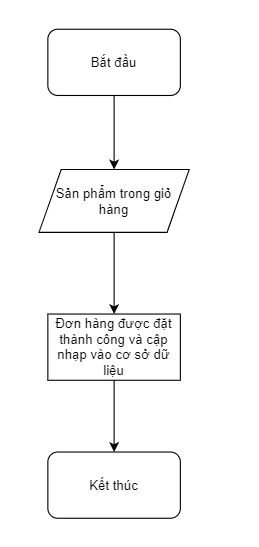 Bắt đầu
Sản phẩm trong giỏ
hàng
Đơn hàng được đặt
thành công và cập
nhạp vào cơ sở dữ
liệu
Kết thúc